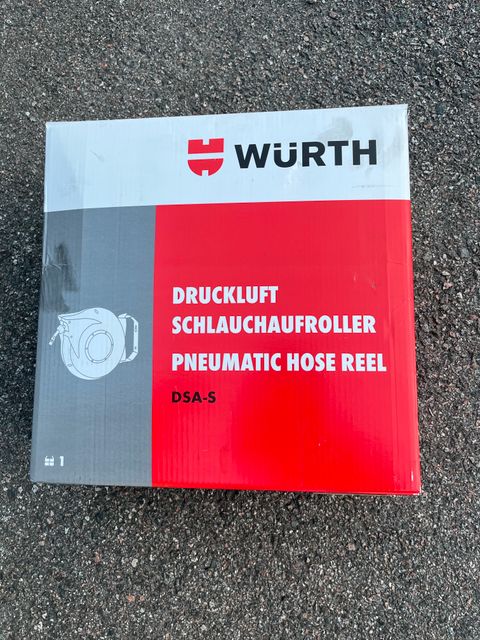 WÜRTH
DRUCKLUFT
SCHLAUCHAUFROLLER
PNEUMATIC HOSE REEL
DSA-S
1